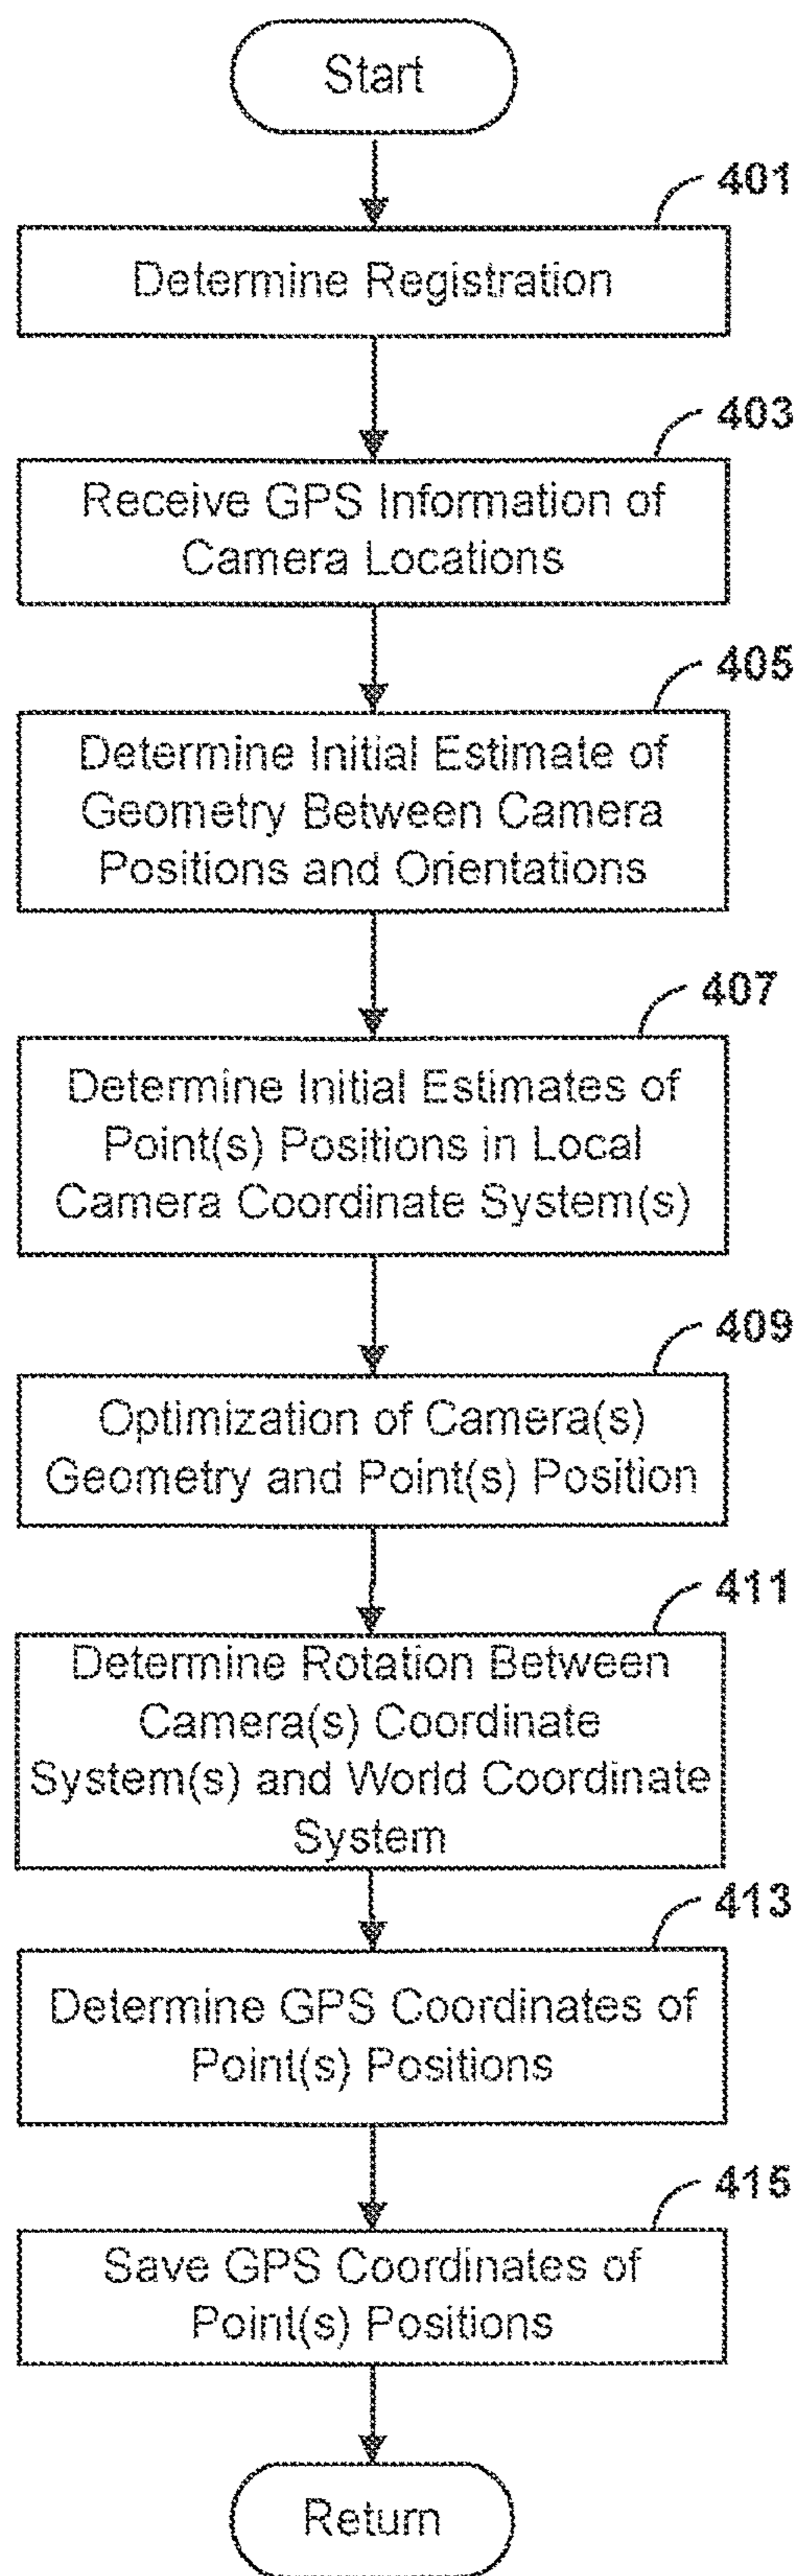 Start
401
Determine Registration
403
Receive GPS Information of
Camera Locations
405
Determine Initial Estimate of
Geometry Between Camera
Positions and Orientations
407
Determine Initial Estimates of
Point(s) Positions in Local
Camera Coordinate System(s)
409
Optimization of Camera(s)
Geometry and Point(s) Position
411
Determine Rotation Between
Camera(s) Coordinate
System(s) and World Coordinate
System
413
Determine GPS Coordinates of
Point(s) Positions
415
Save GPS Coordinates of
Point(s) Positions
Return